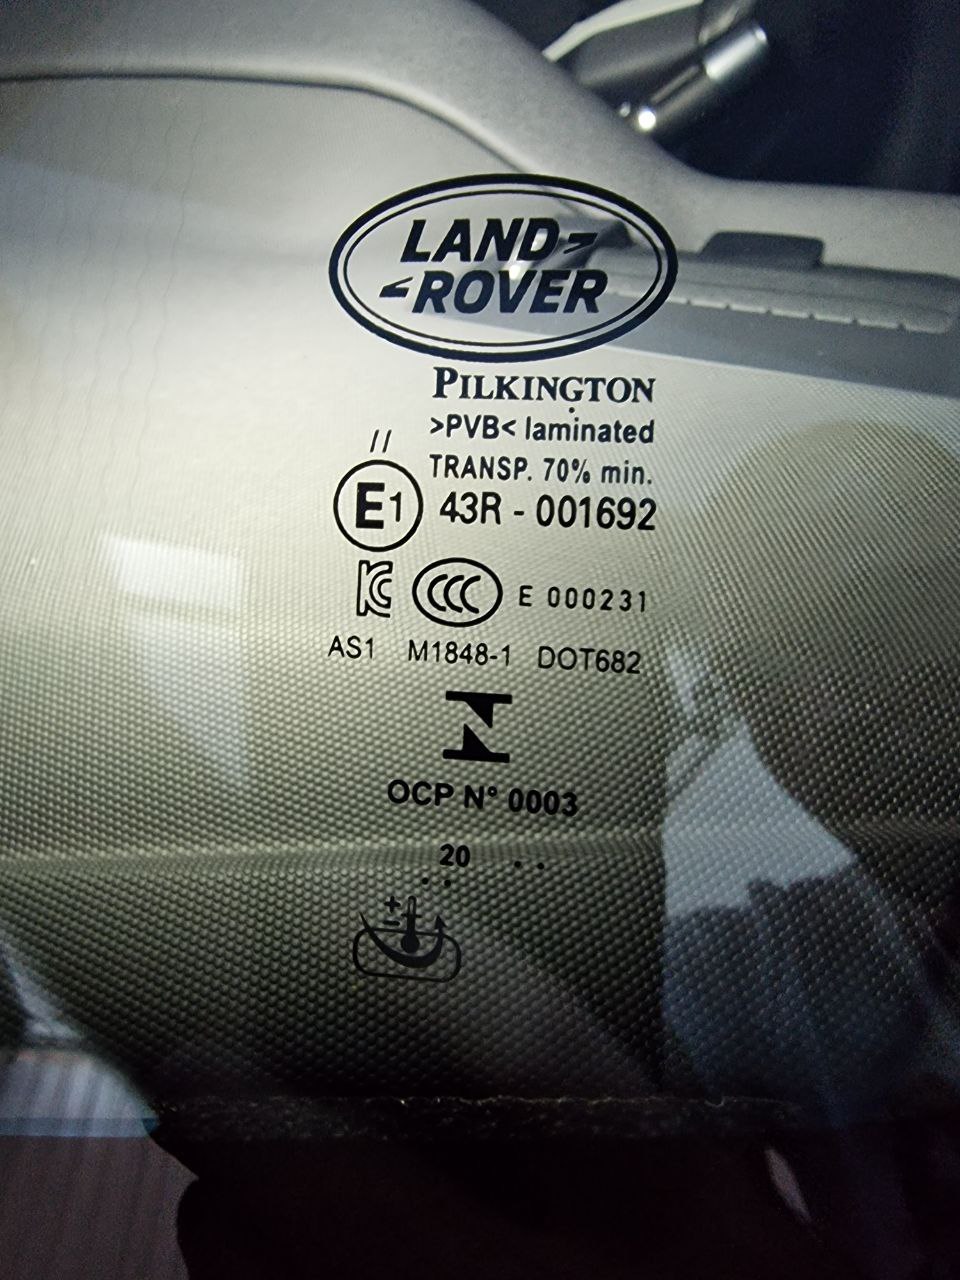 LAND
ROVER
PILKINGTON
>PVB< laminated
//
TRANSP. 70% min.
E1 43R - 001692
KC CCC E 000231
AS1 M1848-1 DOT682
OCP N° 0003
20 . .
. .
+
-